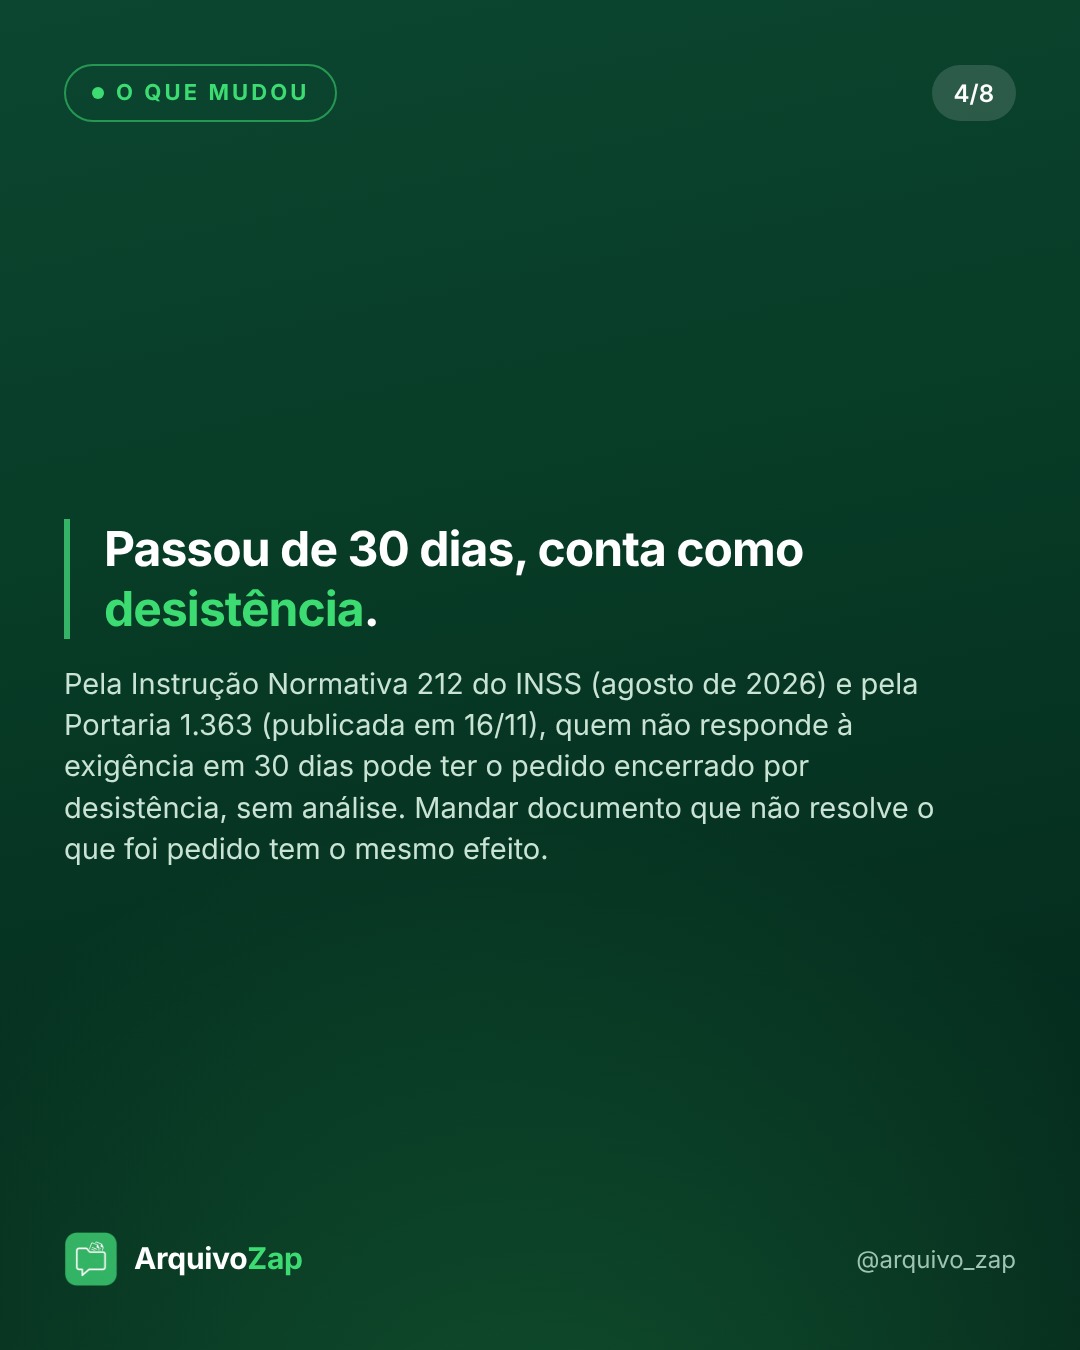 O QUE MUDOU
4/8
Passou de 30 dias, conta como
desistência.
Pela Instrução Normativa 212 do INSS (agosto de 2026) e pela
Portaria 1.363 (publicada em 16/11), quem não responde à
exigência em 30 dias pode ter o pedido encerrado por
desistência, sem análise. Mandar documento que não resolve o
que foi pedido tem o mesmo efeito.
ArquivoZap
@arquivo_zap